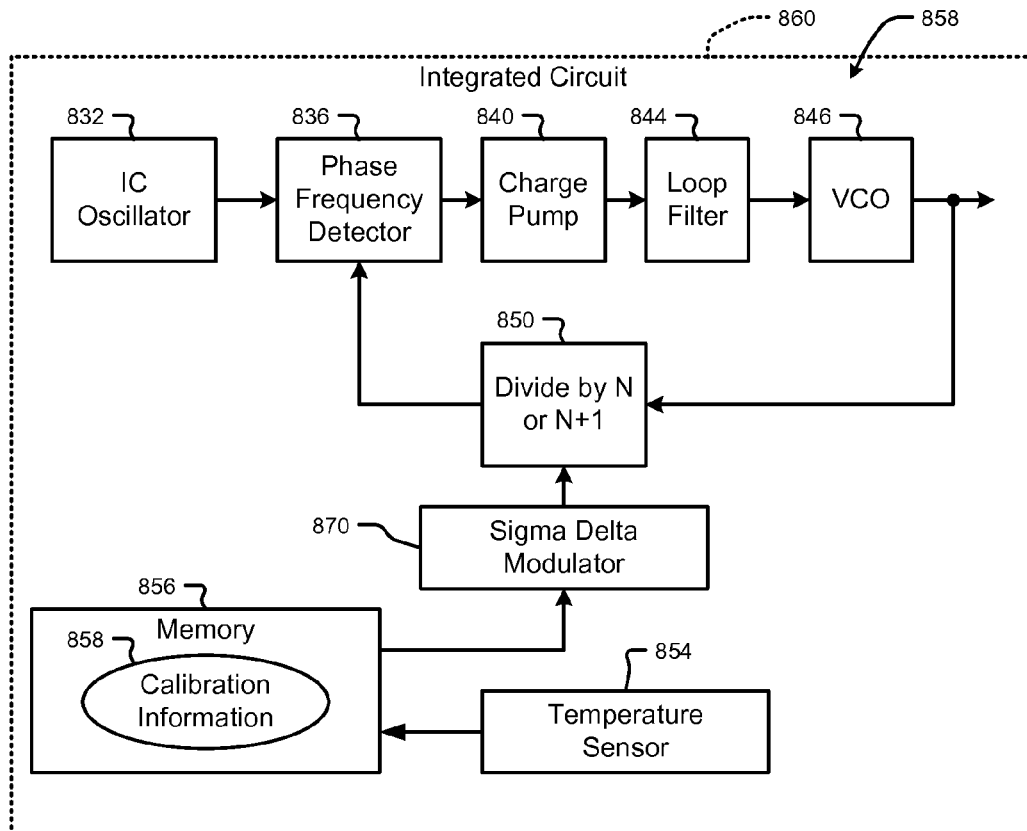 860
858
Integrated Circuit
832
836
840
844
846
IC
Oscillator
Phase
Frequency
Detector
Charge
Pump
Loop
Filter
VCO
850
Divide by N
or N+1
870
Sigma Delta
Modulator
856
Memory
858
Calibration
Information
854
Temperature
Sensor